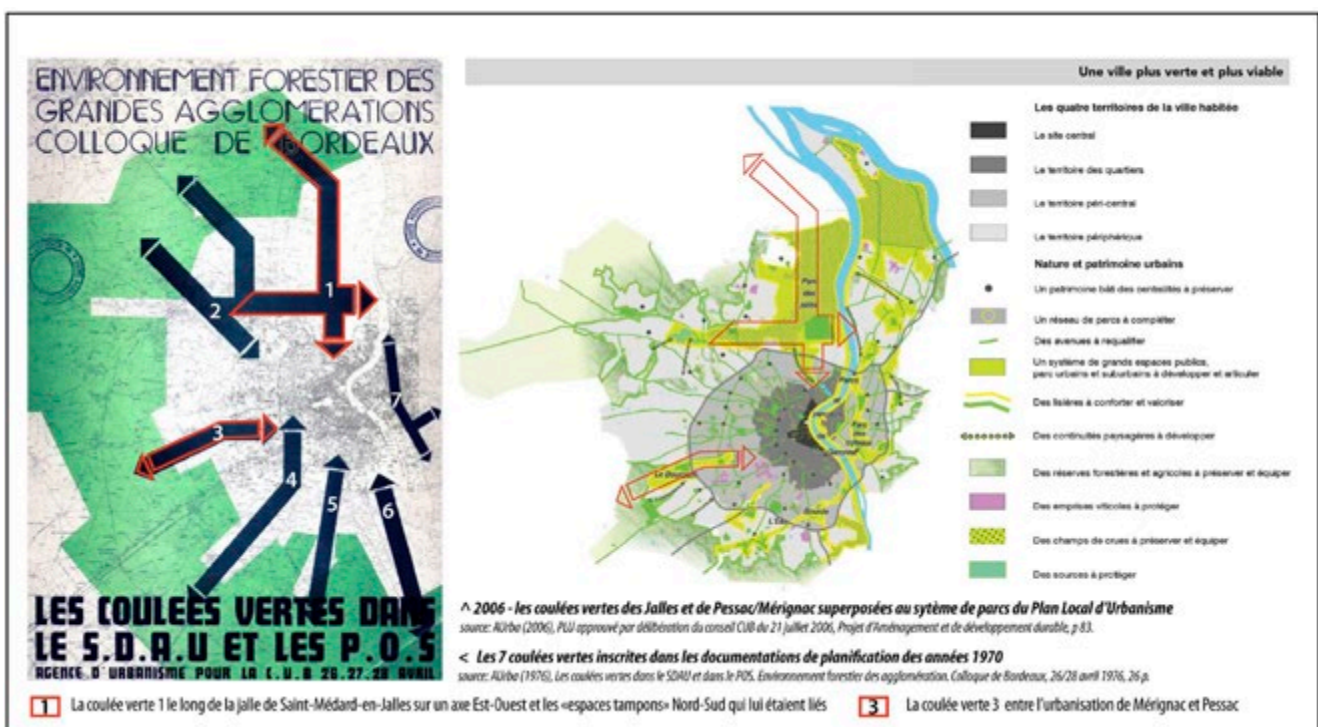 ENVIRONNEMENT FORESTIER DES
GRANDES AGGLOMERATIONS
COLLOQUE DE BORDEAUX
1
2
3
4
5
6
7
LES COULEES VERTES DANS
LE S.D.A.U ET LES P.O.S
AGENCE D'URBANISME POUR LA C.U.B 26.27.28 AVRIL
Une ville plus verte et plus viable
Les quatre territoires de la ville habitée
Le site central
Le territoire des quartiers
Le territoire péri-central
Le territoire périphérique
Nature et patrimoine urbains
Un patrimoine bâti des centralités à préserver
Un réseau de parcs à compléter
Des avenues à requalifier
Un système de grands espaces publics,
parc urbains et suburbains à développer et articuler
Des lisières à conforter et valoriser
Des continuités paysagères à développer
Des réserves forestières et agricoles à préserver et équiper
Des emprises viticoles à protéger
Des champs de crues à préserver et équiper
Des sources à protéger
Parc
des
^ 2006 - les coulées vertes des Jalles et de Pessac/Mérignac superposées au sytème de parcs du Plan Local d'Urbanisme
source: AUrba (2006), PLU approuvé par délibération du conseil CUB du 21 juillet 2006, Projet d'Aménagement et de développement durable, p 83.
< Les 7 coulées vertes inscrites dans les documentations de planification des années 1970
source: AUrba (1976), Les coulées vertes dans le SDAU et dans le POS. Environnement forestier des agglomération. Colloque de Bordeaux, 26/28 avril 1976, 26 p.
1 La coulée verte 1 le long de la jalle de Saint-Médard-en-Jalles sur un axe Est-Ouest et les «espaces tampons» Nord-Sud qui lui étaient liés
3 La coulée verte 3 entre l'urbanisation de Mérignac et Pessac